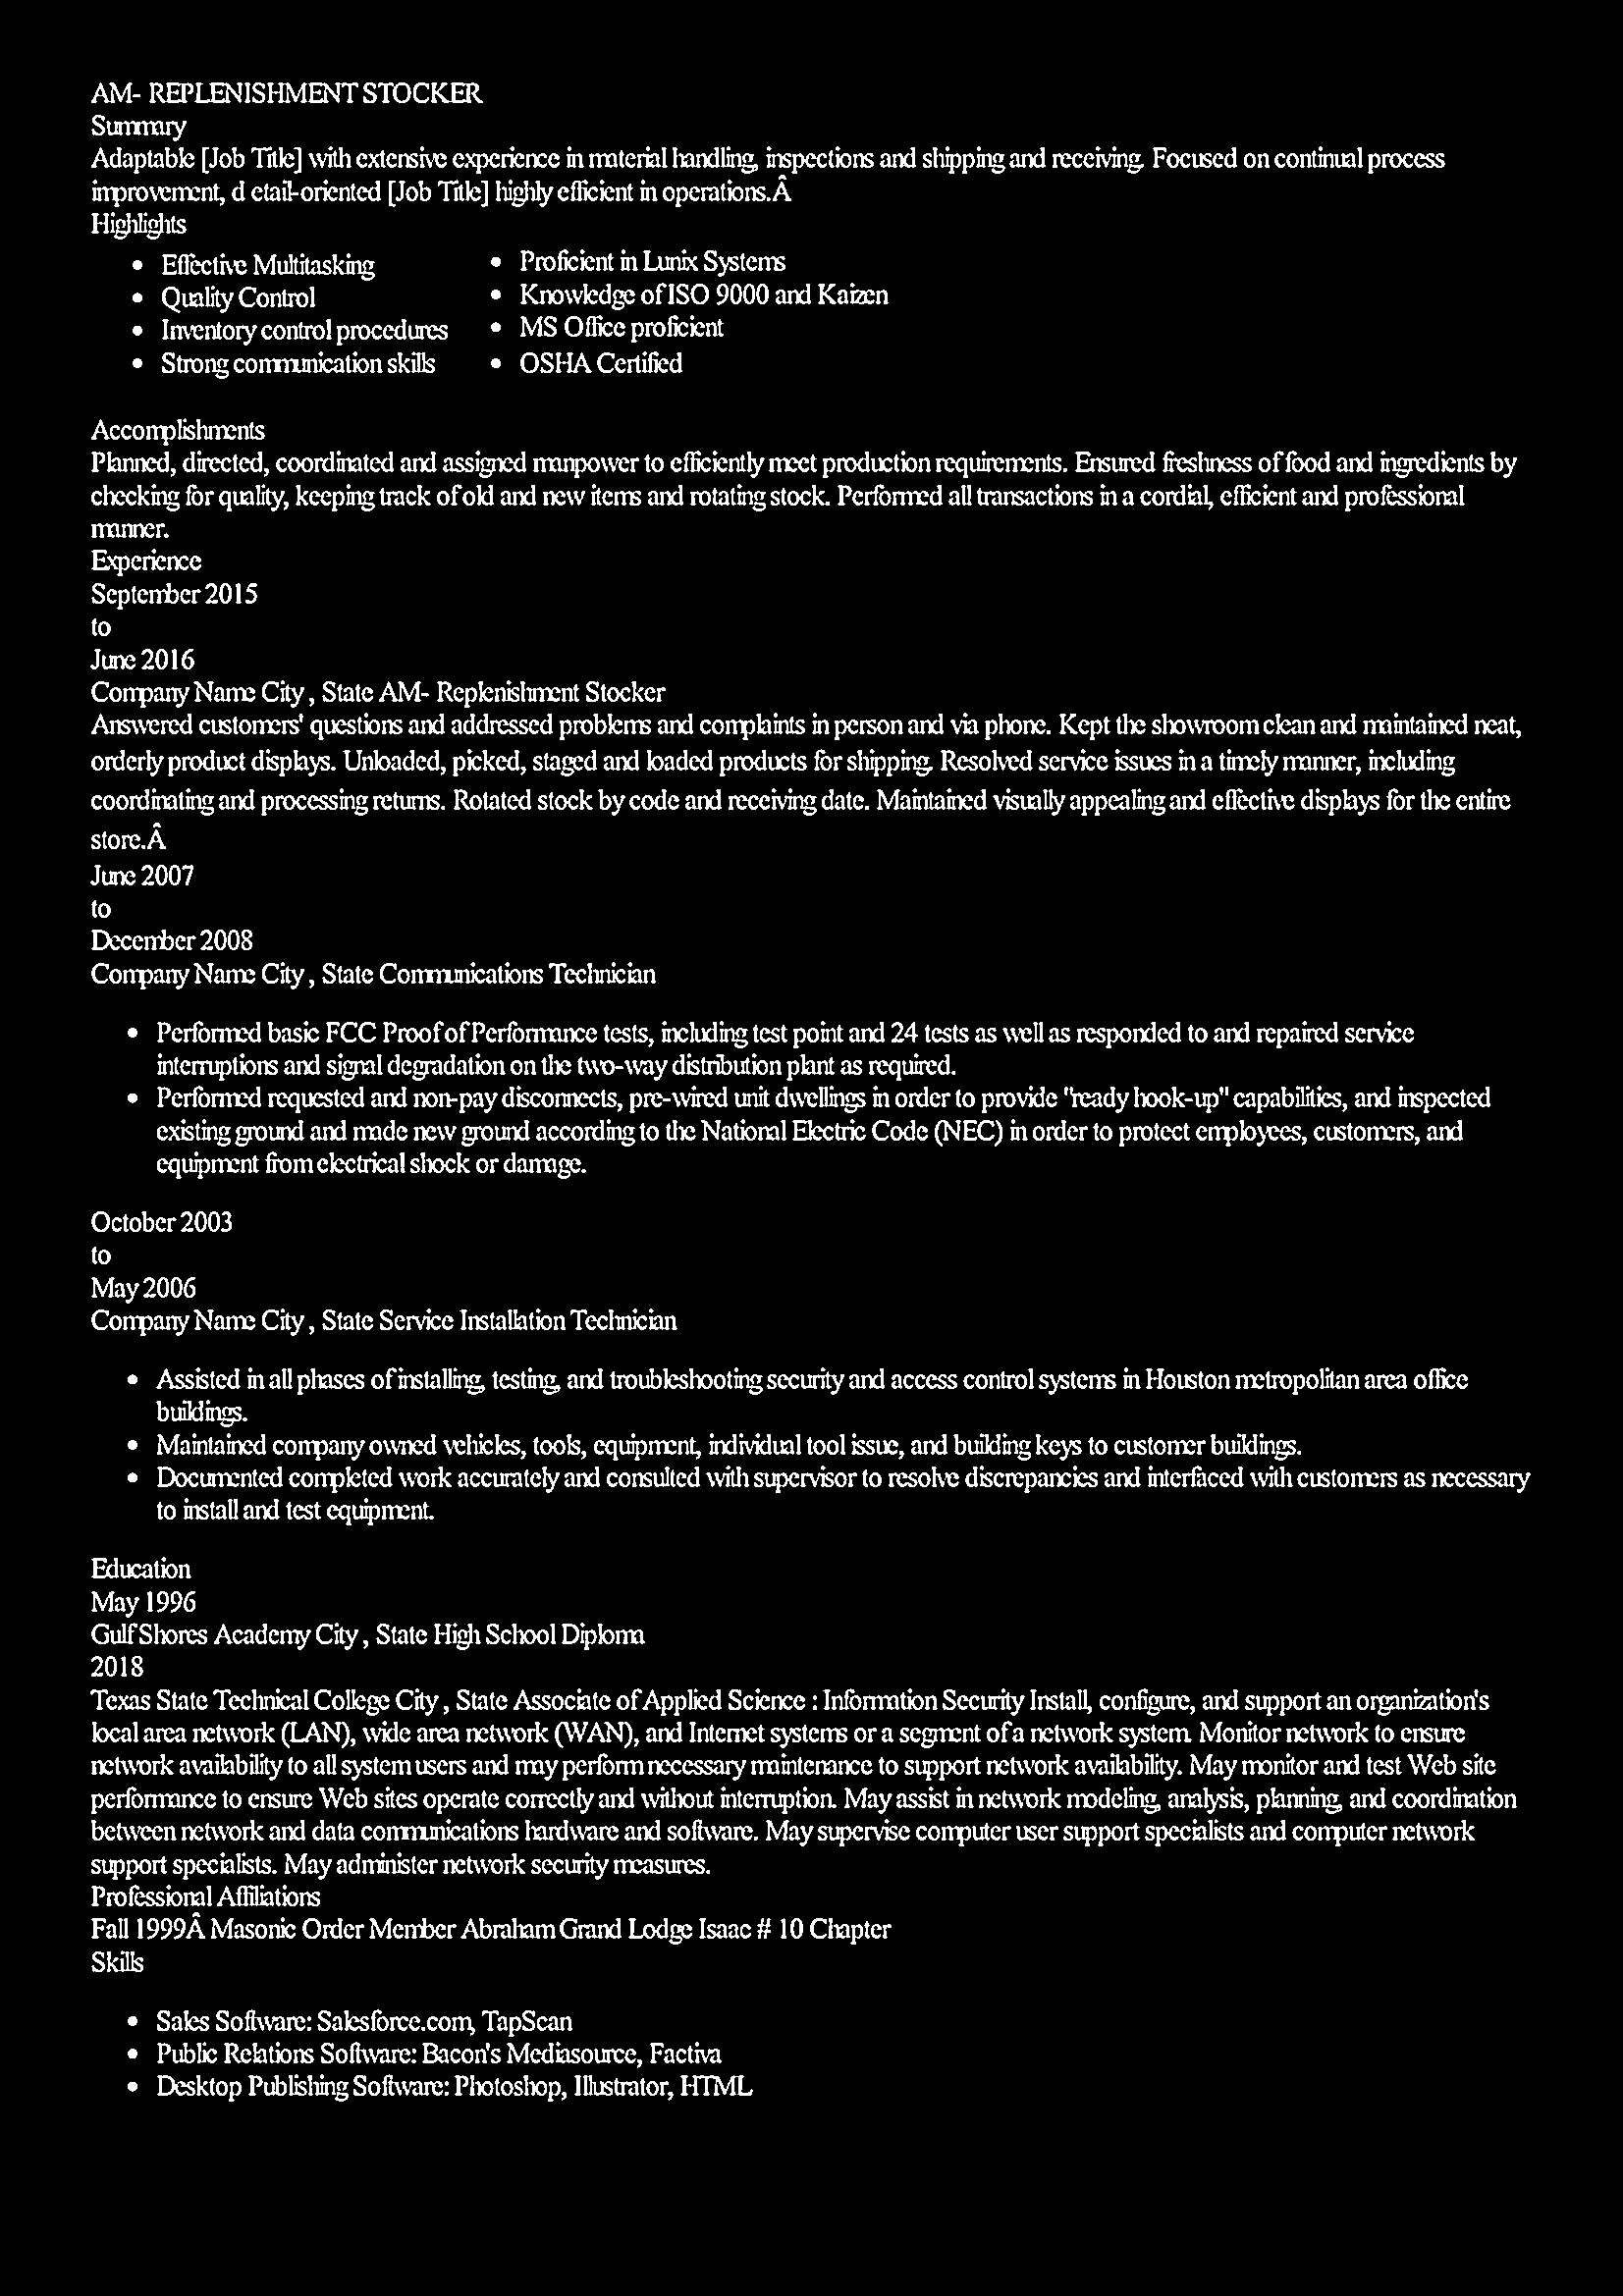 AM- REPLENISHMENT STOCKER
Summary
Adaptable [Job Title] with extensive experience in material handling, inspections and shipping and receiving. Focused on continual process
improvement, d etail-oriented [Job Title] highly efficient in operations.Â
Highlights
• Effective Multitasking
• Quality Control
• Inventory control procedures
• Strong communication skills
• Proficient in Lunix Systems
• Knowledge of ISO 9000 and Kaizen
• MS Office proficient
• OSHA Certified
Accomplishments
Planned, directed, coordinated and assigned manpower to efficiently meet production requirements. Ensured freshness of food and ingredients by
checking for quality, keeping track of old and new items and rotating stock. Performed all transactions in a cordial, efficient and professional
manner.
Experience
September 2015
to
June 2016
Company Name City , State AM- Replenishment Stocker
Answered customers' questions and addressed problems and complaints in person and via phone. Kept the showroom clean and maintained neat,
orderly product displays. Unloaded, picked, staged and loaded products for shipping. Resolved service issues in a timely manner, including
coordinating and processing returns. Rotated stock by code and receiving date. Maintained visually appealing and effective displays for the entire
store.Â
June 2007
to
December 2008
Company Name City , State Communications Technician
• Performed basic FCC Proof of Performance tests, including test point and 24 tests as well as responded to and repaired service
interruptions and signal degradation on the two-way distribution plant as required.
• Performed requested and non-pay disconnects, pre-wired unit dwellings in order to provide "ready hook-up" capabilities, and inspected
existing ground and made new ground according to the National Electric Code (NEC) in order to protect employees, customers, and
equipment from electrical shock or damage.
October 2003
to
May 2006
Company Name City , State Service Installation Technician
• Assisted in all phases of installing, testing, and troubleshooting security and access control systems in Houston metropolitan area office
buildings.
• Maintained company owned vehicles, tools, equipment, individual tool issue, and building keys to customer buildings.
• Documented completed work accurately and consulted with supervisor to resolve discrepancies and interfaced with customers as necessary
to install and test equipment.
Education
May 1996
Gulf Shores Academy City , State High School Diploma
2018
Texas State Technical College City , State Associate of Applied Science : Information Security Install, configure, and support an organization's
local area network (LAN), wide area network (WAN), and Internet systems or a segment of a network system. Monitor network to ensure
network availability to all system users and may perform necessary maintenance to support network availability. May monitor and test Web site
performance to ensure Web sites operate correctly and without interruption. May assist in network modeling, analysis, planning, and coordination
between network and data communications hardware and software. May supervise computer user support specialists and computer network
support specialists. May administer network security measures.
Professional Affiliations
Fall 1999Â Masonic Order Member Abraham Grand Lodge Isaac # 10 Chapter
Skills
• Sales Software: Salesforce.com, TapScan
• Public Relations Software: Bacon's Mediasource, Factiva
• Desktop Publishing Software: Photoshop, Illustrator, HTML